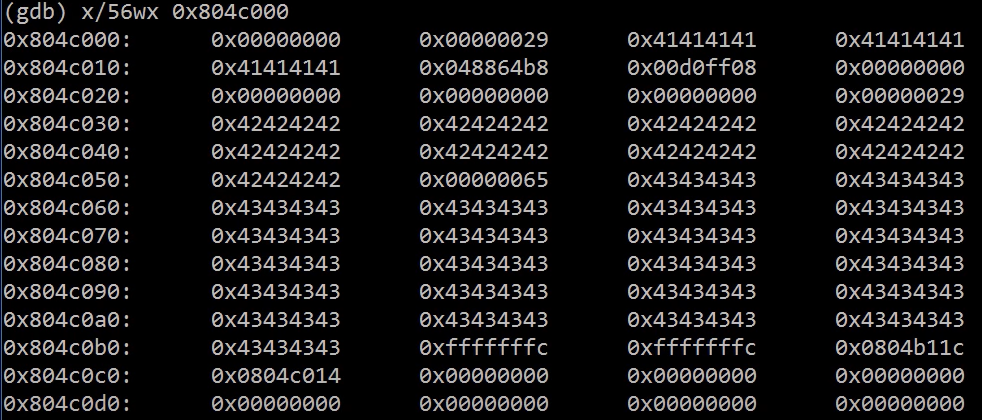 (gdb) x/56wx 0x804c000
0x804c000: 0x00000000 0x00000029 0x41414141 0x41414141
0x804c010: 0x41414141 0x048864b8 0x00d0ff08 0x00000000
0x804c020: 0x00000000 0x00000000 0x00000000 0x00000029
0x804c030: 0x42424242 0x42424242 0x42424242 0x42424242
0x804c040: 0x42424242 0x42424242 0x42424242 0x42424242
0x804c050: 0x42424242 0x00000065 0x43434343 0x43434343
0x804c060: 0x43434343 0x43434343 0x43434343 0x43434343
0x804c070: 0x43434343 0x43434343 0x43434343 0x43434343
0x804c080: 0x43434343 0x43434343 0x43434343 0x43434343
0x804c090: 0x43434343 0x43434343 0x43434343 0x43434343
0x804c0a0: 0x43434343 0x43434343 0x43434343 0x43434343
0x804c0b0: 0x43434343 0xfffffffc 0xfffffffc 0x0804b11c
0x804c0c0: 0x0804c014 0x00000000 0x00000000 0x00000000
0x804c0d0: 0x00000000 0x00000000 0x00000000 0x00000000